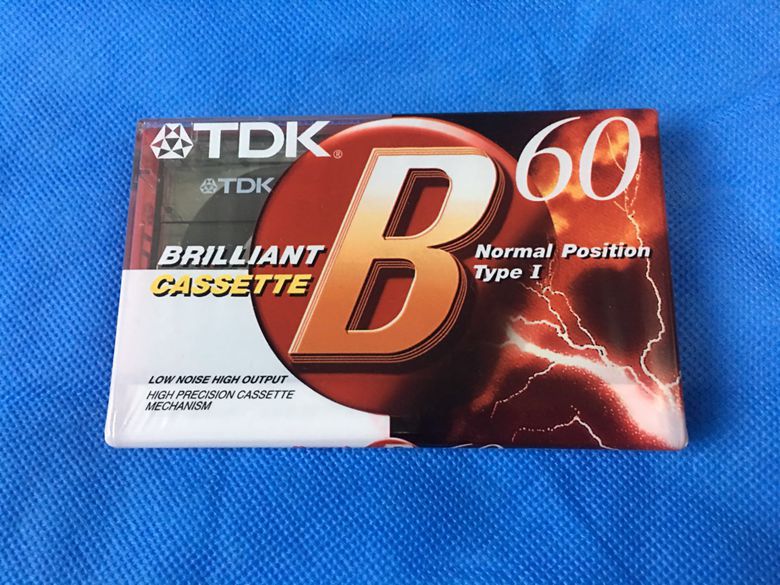 TDK®
60
TDK
B
BRILLIANT
CASSETTE
Normal Position
Type I
LOW NOISE HIGH OUTPUT
HIGH PRECISION CASSETTE
MECHANISM